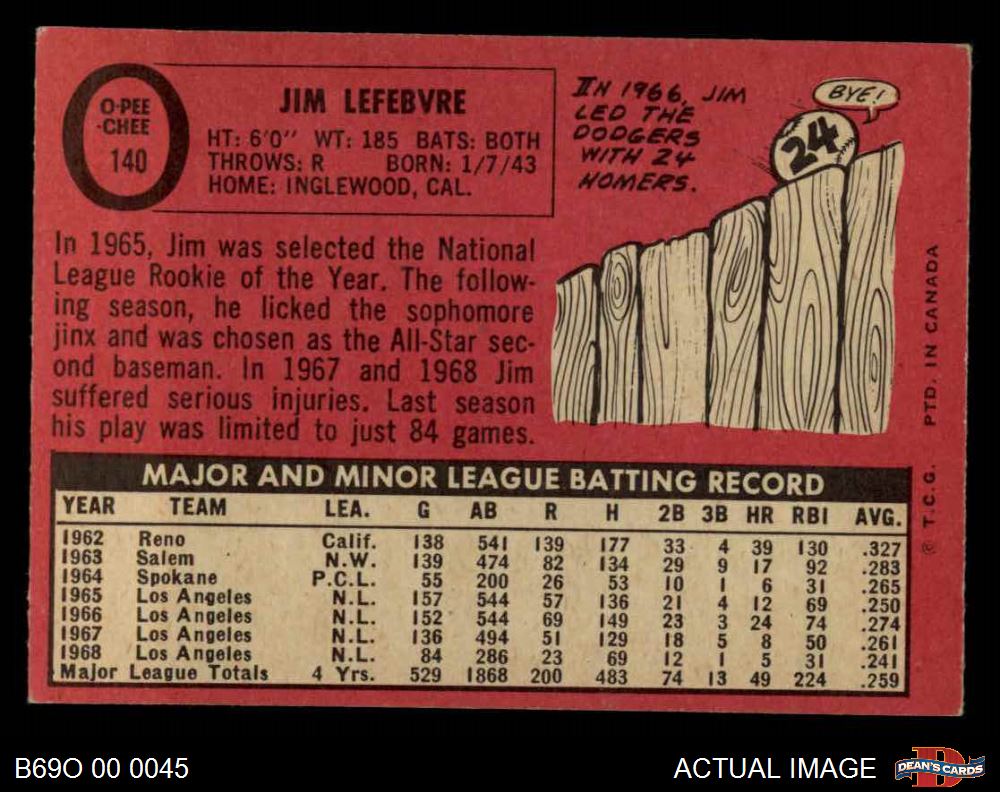 O-PEE
-CHEE
140
JIM LEFEBVRE
HT: 6'0" WT: 185 BATS: BOTH
THROWS: R BORN: 1/7/43
HOME: INGLEWOOD, CAL.
IN 1966, JIM
LED THE
DODGERS
WITH 24
HOMERS.
BYE!
24
In 1965, Jim was selected the National
League Rookie of the Year. The follow-
ing season, he licked the sophomore
jinx and was chosen as the All-Star sec-
ond baseman. In 1967 and 1968 Jim
suffered serious injuries. Last season
his play was limited to just 84 games.
© T.C.G. PTD. IN CANADA
MAJOR AND MINOR LEAGUE BATTING RECORD
YEAR TEAM LEA. G AB R H 2B 3B HR RBI AVG.
1962 Reno Calif. 138 541 139 177 33 4 39 130 .327
1963 Salem N.W. 139 474 82 134 29 9 17 92 .283
1964 Spokane P.C.L. 55 200 26 53 10 1 6 31 .265
1965 Los Angeles N.L. 157 544 57 136 21 4 12 69 .250
1966 Los Angeles N.L. 152 544 69 149 23 3 24 74 .274
1967 Los Angeles N.L. 136 494 51 129 18 5 8 50 .261
1968 Los Angeles N.L. 84 286 23 69 12 1 5 31 .241
Major League Totals 4 Yrs. 529 1868 200 483 74 13 49 224 .259
B69O 00 0045
ACTUAL IMAGE
DEAN'S CARDS